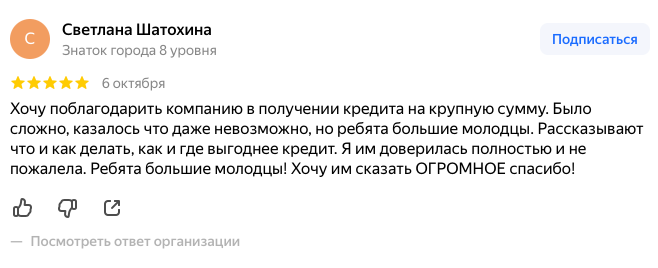 С
Светлана Шатохина
Знаток города 8 уровня
Подписаться
6 октября
Хочу поблагодарить компанию в получении кредита на крупную сумму. Было
сложно, казалось что даже невозможно, но ребята большие молодцы. Рассказывают
что и как делать, как и где выгоднее кредит. Я им доверилась полностью и не
пожалела. Ребята большие молодцы! Хочу им сказать ОГРОМНОЕ спасибо!
— Посмотреть ответ организации